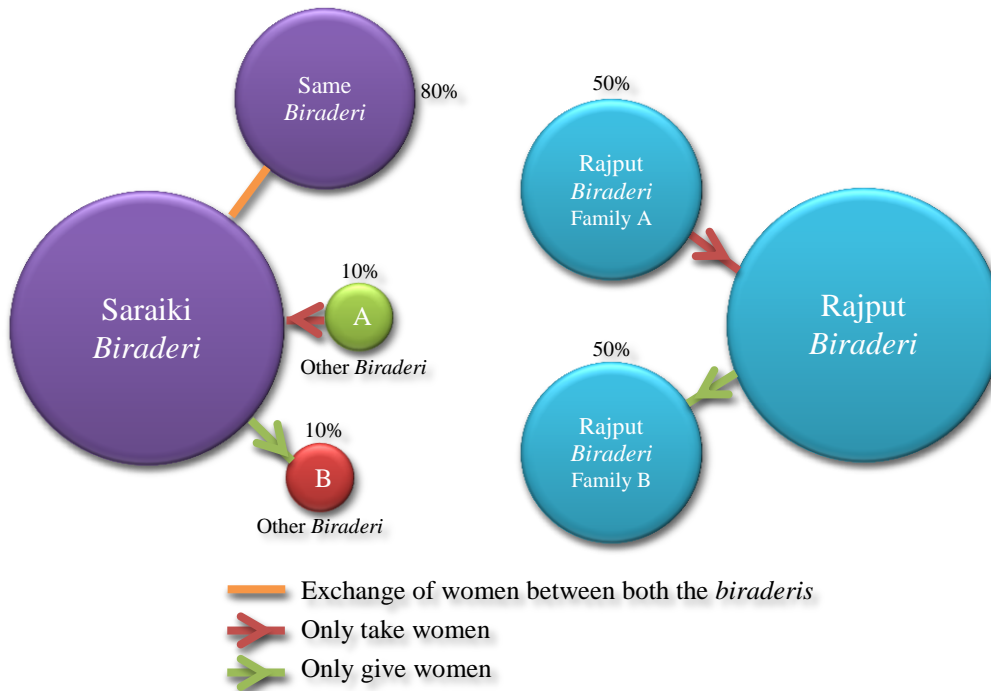 Same
Biraderi
80%
Saraiki
Biraderi
10%
A
Other Biraderi
10%
B
Other Biraderi
50%
Rajput
Biraderi
Family A
Rajput
Biraderi
50%
Rajput
Biraderi
Family B
Exchange of women between both the biraderis
Only take women
Only give women